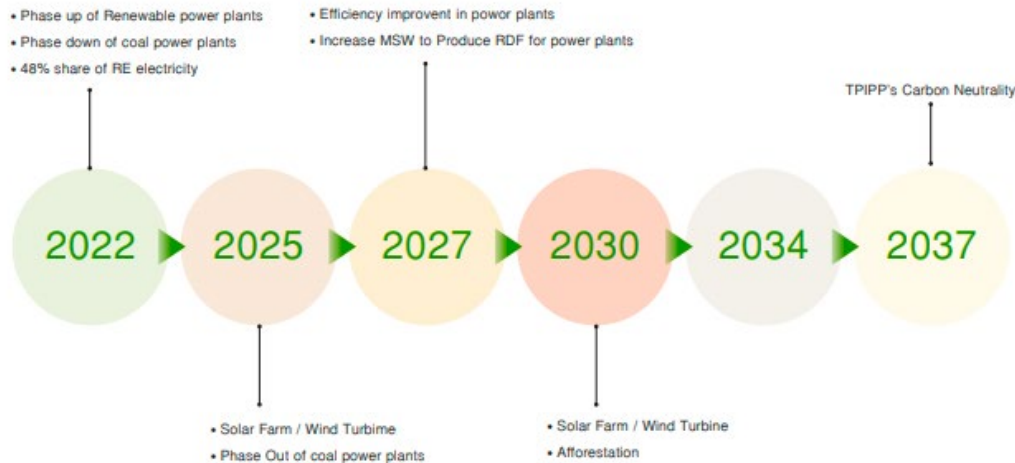 • Phase up of Renewable power plants
• Phase down of coal power plants
• 48% share of RE electricity
• Efficiency improvent in powor plants
• Increase MSW to Produce RDF for power plants
TPIPP's Carbon Neutrality
2022
2025
2027
2030
2034
2037
• Solar Farm / Wind Turbime
• Phase Out of coal power plants
• Solar Farm / Wind Turbine
• Afforestation